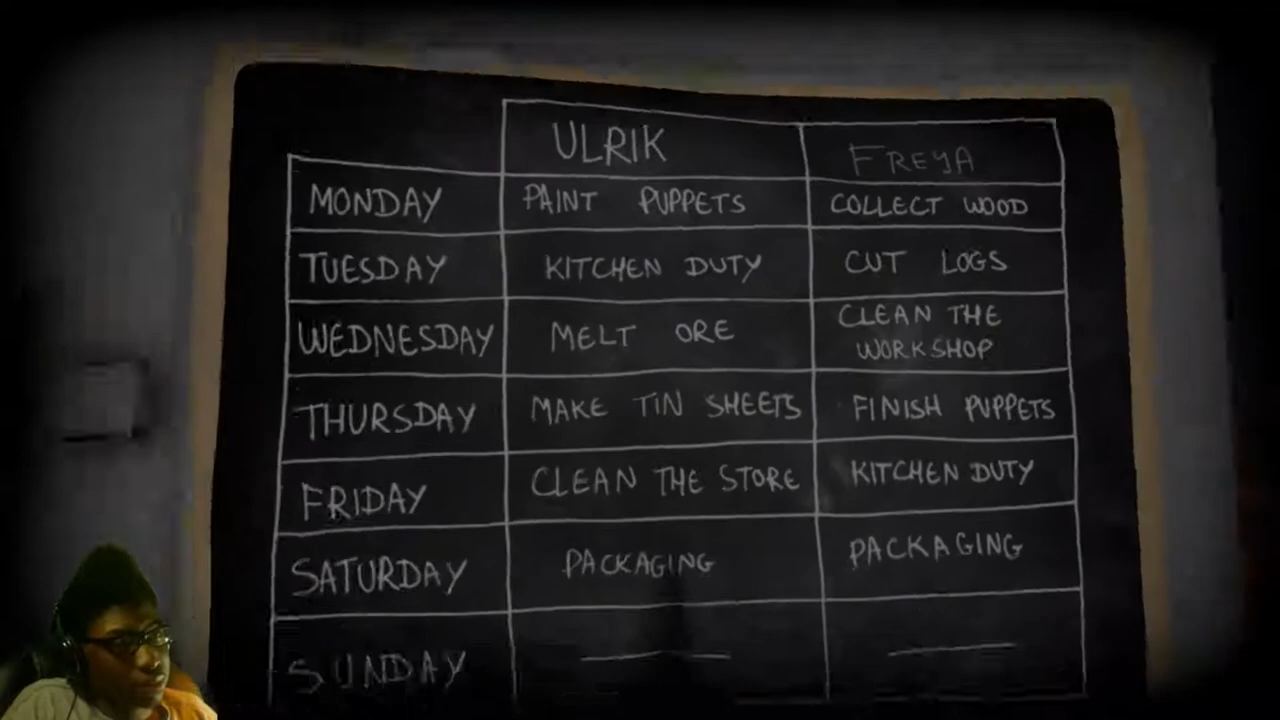 ULRIK FREYA
MONDAY PAINT PUPPETS COLLECT WOOD
TUESDAY KITCHEN DUTY CUT LOGS
WEDNESDAY MELT ORE CLEAN THE WORKSHOP
THURSDAY MAKE TIN SHEETS FINISH PUPPETS
FRIDAY CLEAN THE STORE KITCHEN DUTY
SATURDAY PACKAGING PACKAGING
SUNDAY